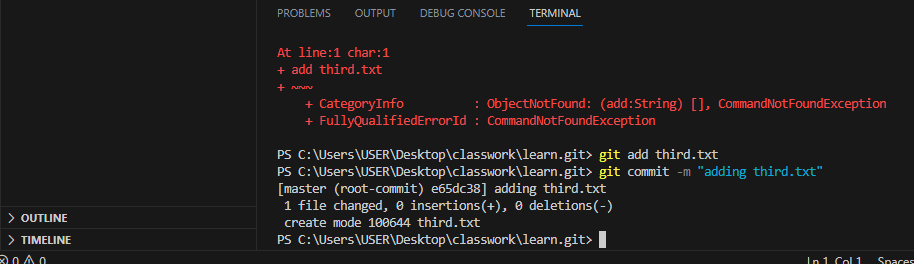 PROBLEMS OUTPUT DEBUG CONSOLE TERMINAL
At line:1 char:1
+ add third.txt
+ ~~~
    + CategoryInfo          : ObjectNotFound: (add:String) [], CommandNotFoundException
    + FullyQualifiedErrorId : CommandNotFoundException
PS C:\Users\USER\Desktop\classwork\learn.git> git add third.txt
PS C:\Users\USER\Desktop\classwork\learn.git> git commit -m "adding third.txt"
[master (root-commit) e65dc38] adding third.txt
 1 file changed, 0 insertions(+), 0 deletions(-)
 create mode 100644 third.txt
PS C:\Users\USER\Desktop\classwork\learn.git>
OUTLINE
TIMELINE
0 0 Ln 1, Col 1 Spaces